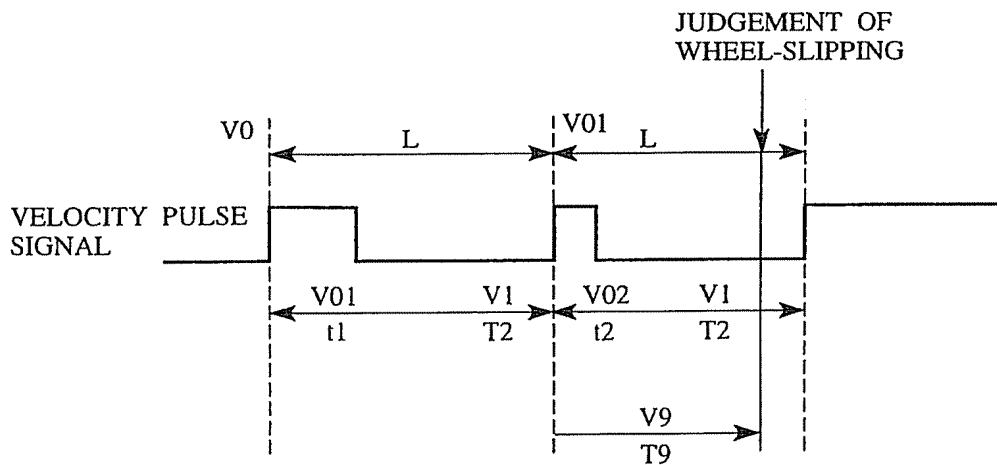 JUDGEMENT OF
WHEEL-SLIPPING
V0
L
V01
L
VELOCITY PULSE
SIGNAL
V01
V1
V02
V1
t1
T2
t2
T2
V9
T9